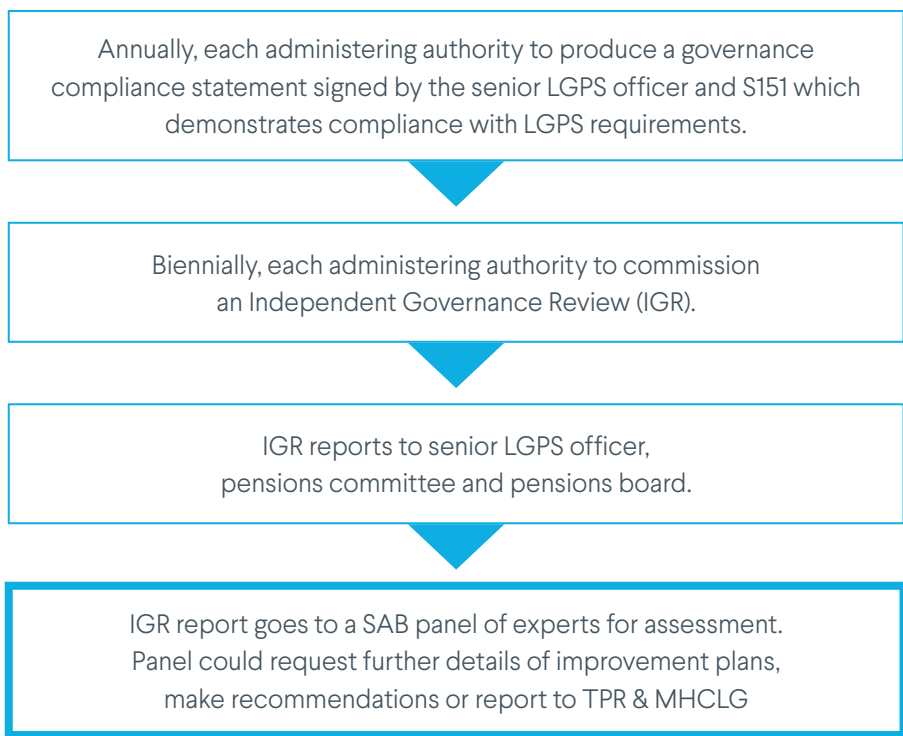 Annually, each administering authority to produce a governance
compliance statement signed by the senior LGPS officer and S151 which
demonstrates compliance with LGPS requirements.
Biennially, each administering authority to commission
an Independent Governance Review (IGR).
IGR reports to senior LGPS officer,
pensions committee and pensions board.
IGR report goes to a SAB panel of experts for assessment.
Panel could request further details of improvement plans,
make recommendations or report to TPR & MHCLG